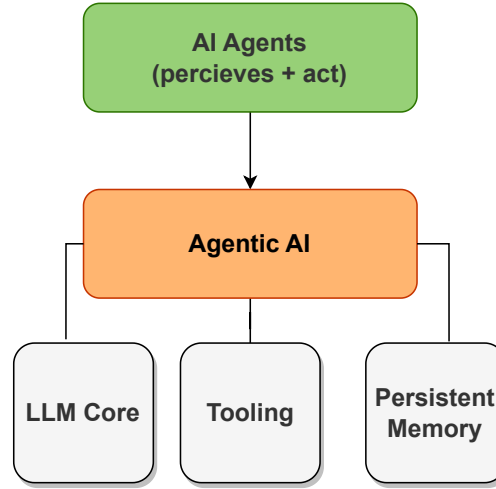 AI Agents
(percieves + act)
Agentic AI
LLM Core
Tooling
Persistent
Memory